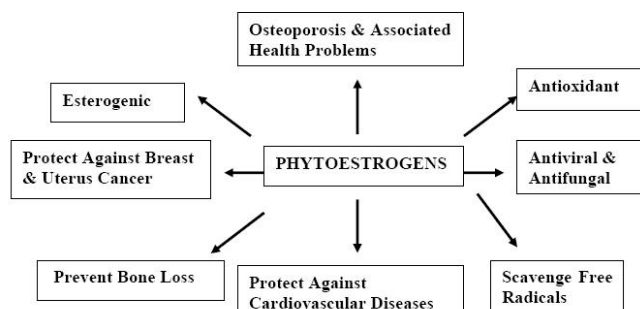 Osteoporosis & Associated
Health Problems
Esterogenic
Antioxidant
Protect Against Breast
& Uterus Cancer
PHYTOESTROGENS
Antiviral &
Antifungal
Prevent Bone Loss
Protect Against
Cardiovascular Diseases
Scavenge Free
Radicals